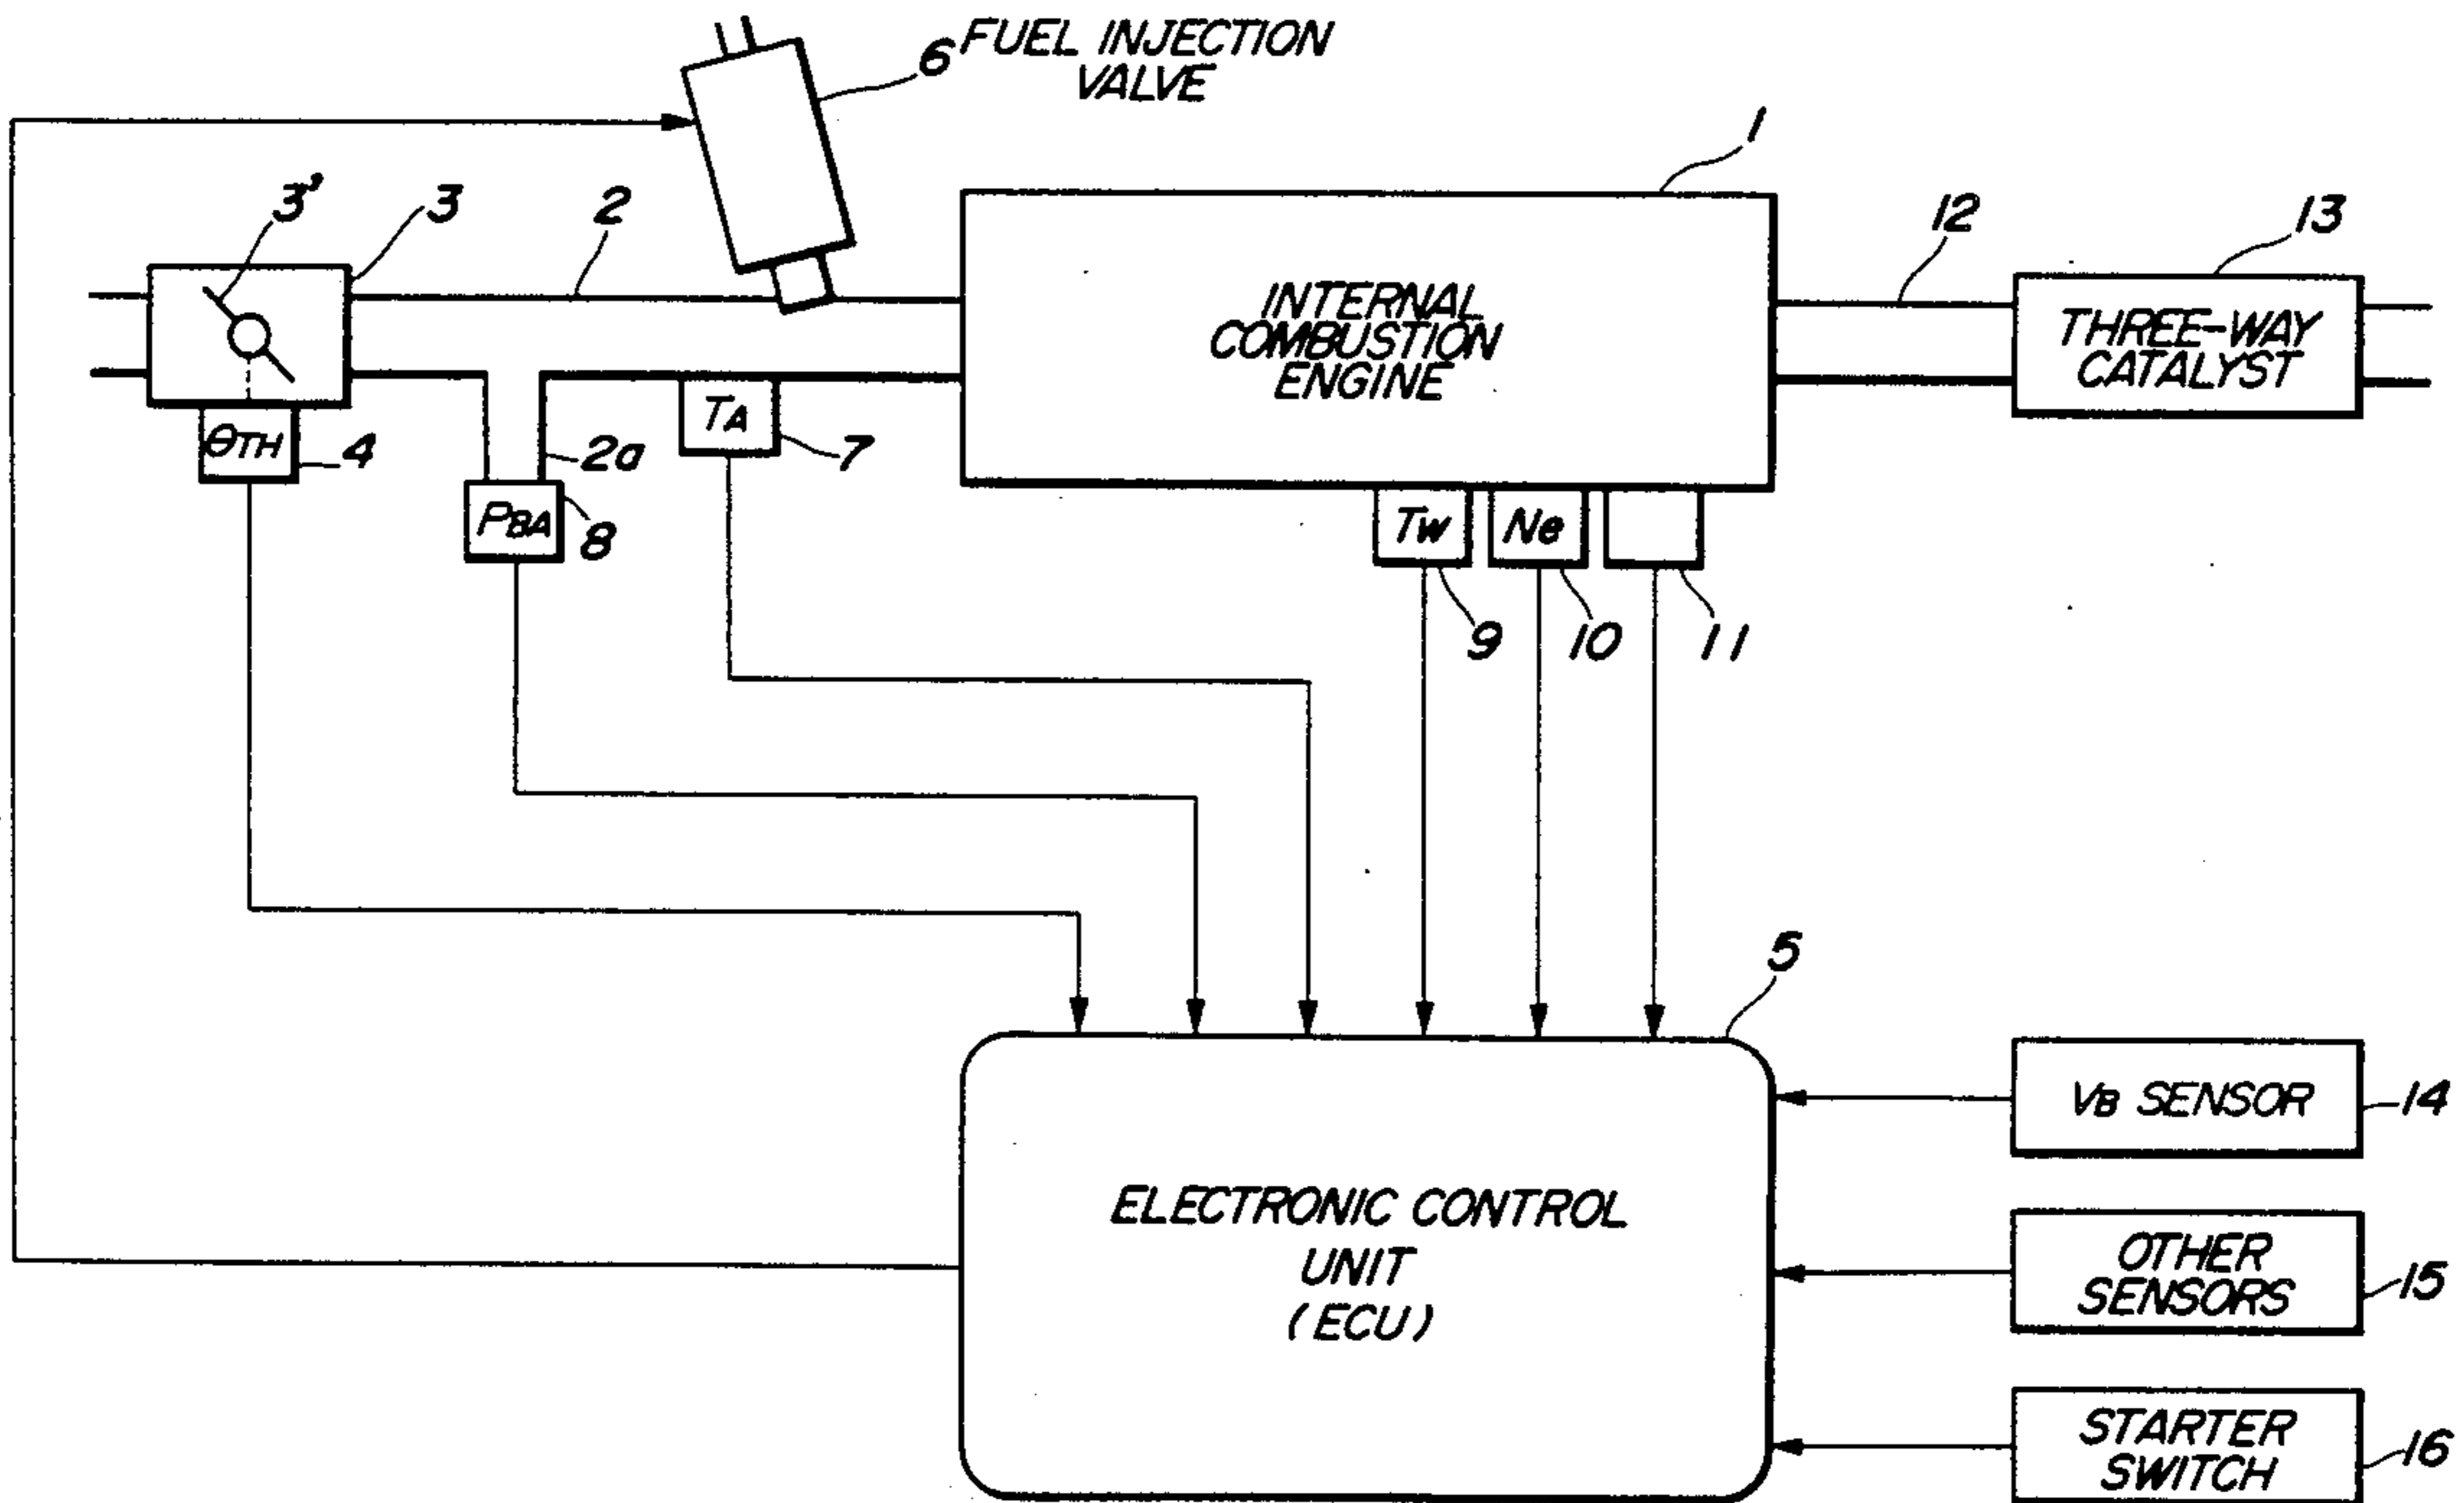 6 FUEL INJECTION
VALVE
1
3'
3
2
12
13
INTERNAL
COMBUSTION
ENGINE
THREE-WAY
CATALYST
θTH
4
2a
TA
7
PBA
8
TW
Ne
9
10
11
5
VB SENSOR
14
ELECTRONIC CONTROL
UNIT
(ECU)
OTHER
SENSORS
15
STARTER
SWITCH
16